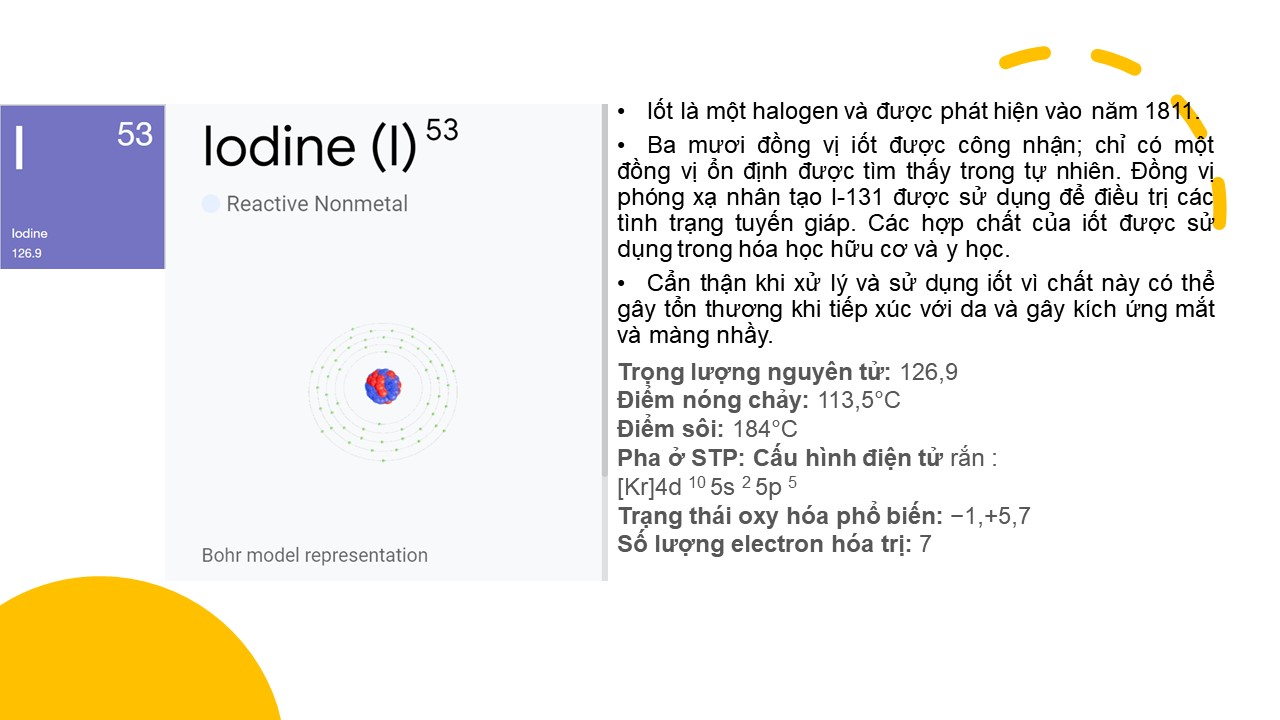 I 53
Iodine
126.9
Iodine (I) 53
Reactive Nonmetal
Bohr model representation
• Iốt là một halogen và được phát hiện vào năm 1811.
• Ba mươi đồng vị iốt được công nhận; chỉ có một
đồng vị ổn định được tìm thấy trong tự nhiên. Đồng vị
phóng xạ nhân tạo I-131 được sử dụng để điều trị các
tình trạng tuyến giáp. Các hợp chất của iốt được sử
dụng trong hóa học hữu cơ và y học.
• Cẩn thận khi xử lý và sử dụng iốt vì chất này có thể
gây tổn thương khi tiếp xúc với da và gây kích ứng mắt
và màng nhầy.
Trọng lượng nguyên tử: 126,9
Điểm nóng chảy: 113,5°C
Điểm sôi: 184°C
Pha ở STP: Cấu hình điện tử rắn :
[Kr]4d 10 5s 2 5p 5
Trạng thái oxy hóa phổ biến: −1,+5,7
Số lượng electron hóa trị: 7